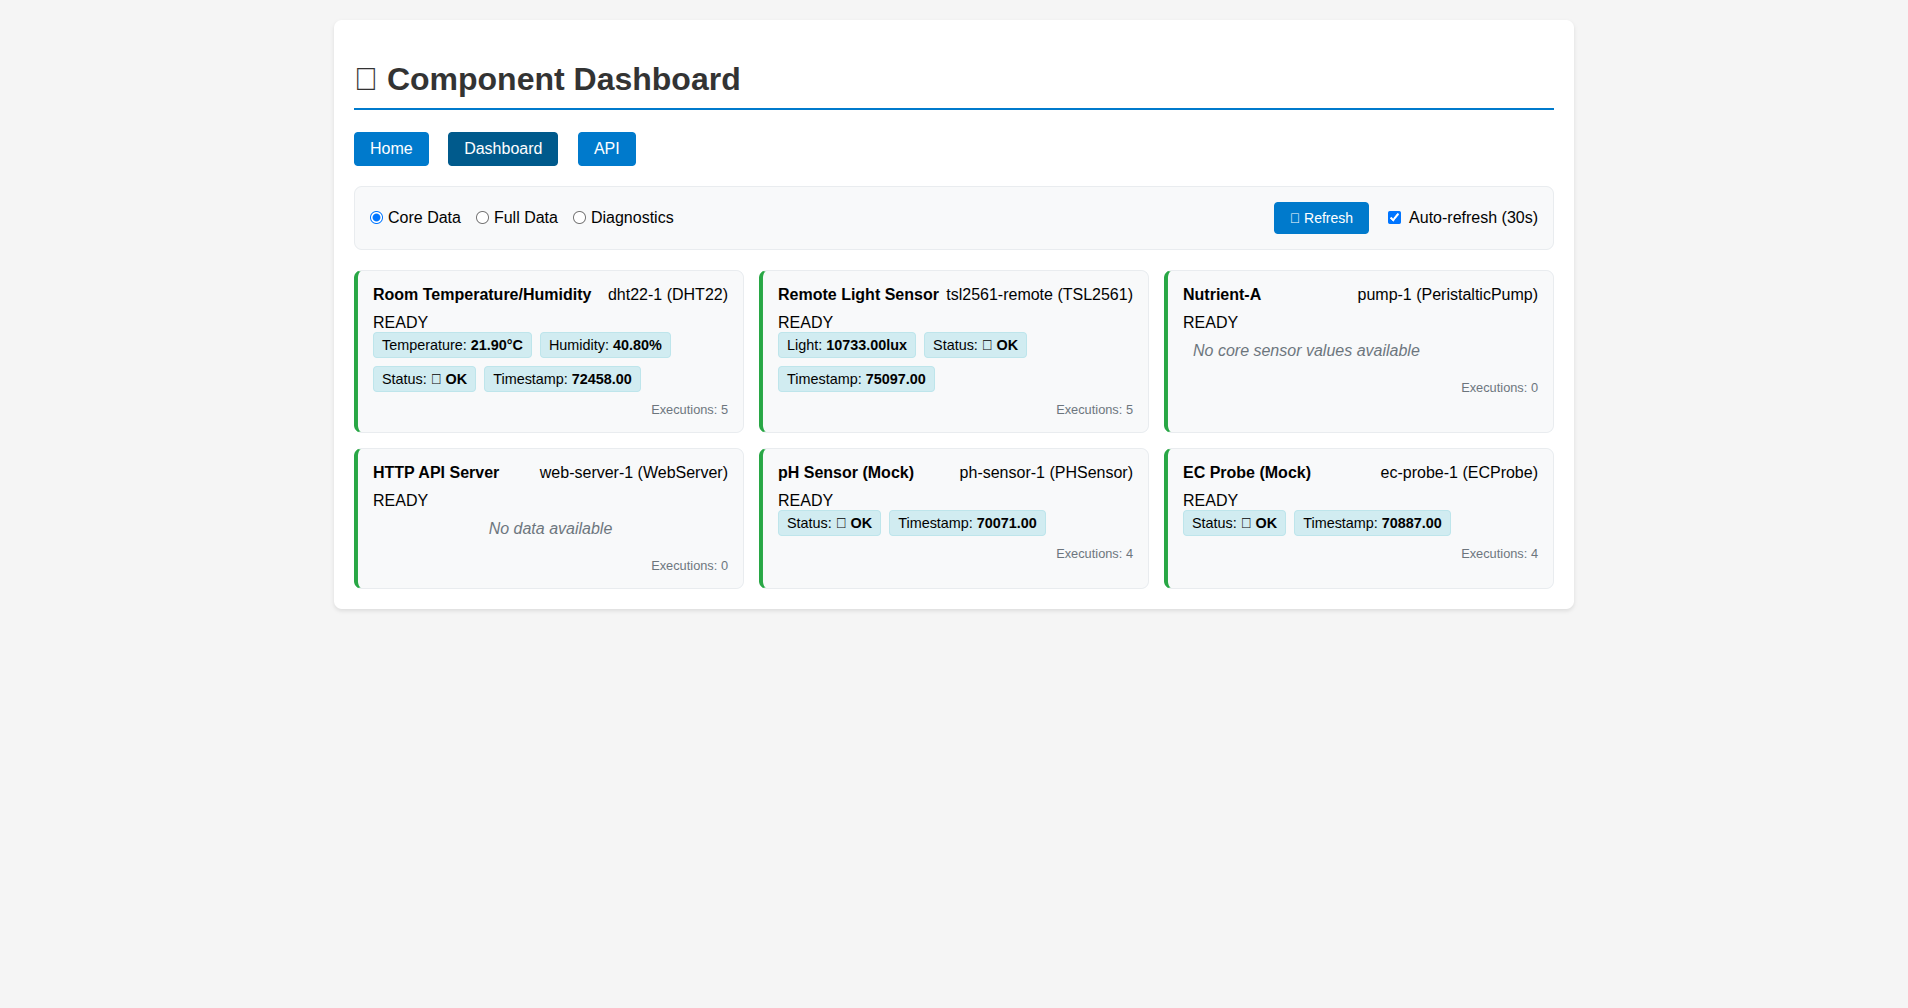 Component Dashboard
Home Dashboard API
Core Data Full Data Diagnostics Refresh Auto-refresh (30s)
Room Temperature/Humidity dht22-1 (DHT22)
READY
Temperature: 21.90°C Humidity: 40.80%
Status: OK Timestamp: 72458.00
Executions: 5
Remote Light Sensor tsl2561-remote (TSL2561)
READY
Light: 10733.00lux Status: OK
Timestamp: 75097.00
Executions: 5
Nutrient-A pump-1 (PeristalticPump)
READY
No core sensor values available
Executions: 0
HTTP API Server web-server-1 (WebServer)
READY
No data available
Executions: 0
pH Sensor (Mock) ph-sensor-1 (PHSensor)
READY
Status: OK Timestamp: 70071.00
Executions: 4
EC Probe (Mock) ec-probe-1 (ECProbe)
READY
Status: OK Timestamp: 70887.00
Executions: 4